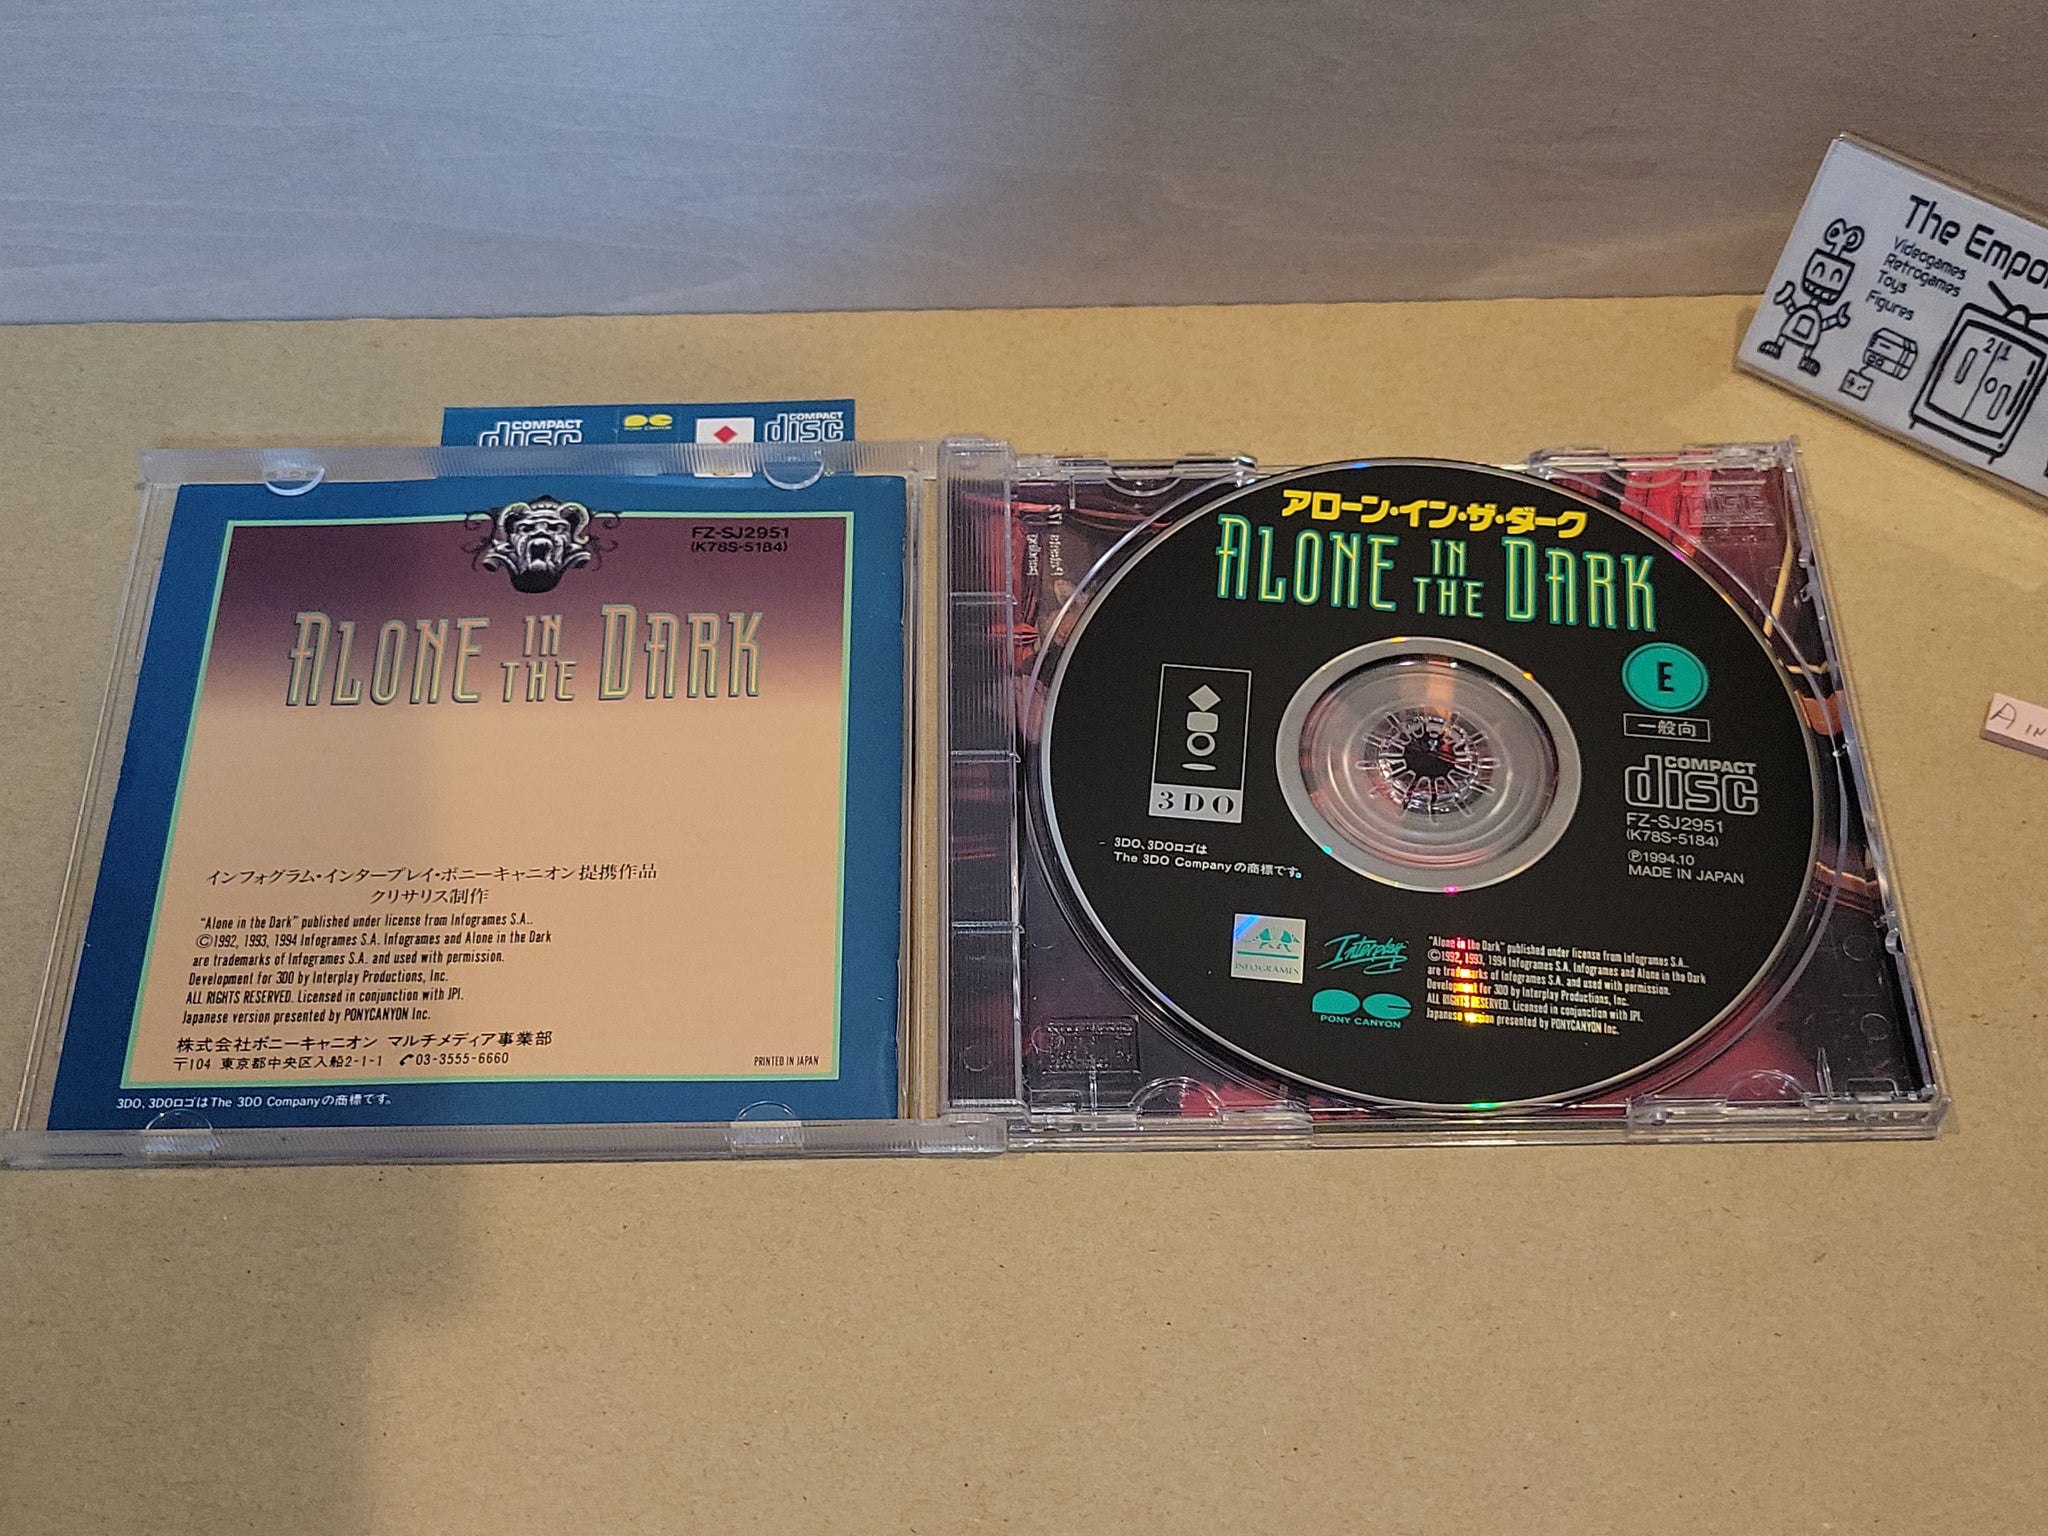 The Empo
Videogames
Retrogames
Toys
Figures
2 1
COMPACT
disc
PONY CANYON
COMPACT
disc
FZ-SJ2951
(K78S-5184)
ALONE IN THE DARK
インフォグラム・インタープレイ・ポニーキャニオン提携作品
クリサリス制作
"Alone in the Dark" published under license from Infogrames S.A..
©1992, 1993, 1994 Infogrames S.A. Infogrames and Alone in the Dark
are trademarks of Infogrames S.A. and used with permission.
Development for 3DO by Interplay Productions, Inc.
ALL RIGHTS RESERVED. Licensed in conjunction with JPI.
Japanese version presented by PONYCANYON Inc.
株式会社ポニーキャニオン マルチメディア事業部
〒104 東京都中央区入船2-1-1 ✆03-3555-6660
PRINTED IN JAPAN
3DO、3DOロゴはThe 3DO Companyの商標です。
アローン・イン・ザ・ダーク
ALONE IN THE DARK
E
一般向
3DO
COMPACT
disc
FZ-SJ2951
(K78S-5184)
℗1994.10
MADE IN JAPAN
3DO、3DOロゴは
The 3DO Companyの商標です。
INFOGRAMES
Interplay
PONY CANYON
"Alone in the Dark" published under license from Infogrames S.A..
©1992, 1993, 1994 Infogrames S.A. Infogrames and Alone in the Dark
are trademarks of Infogrames S.A. and used with permission.
Development for 3DO by Interplay Productions, Inc.
ALL RIGHTS RESERVED. Licensed in conjunction with JPI.
Japanese version presented by PONYCANYON Inc.
A IN